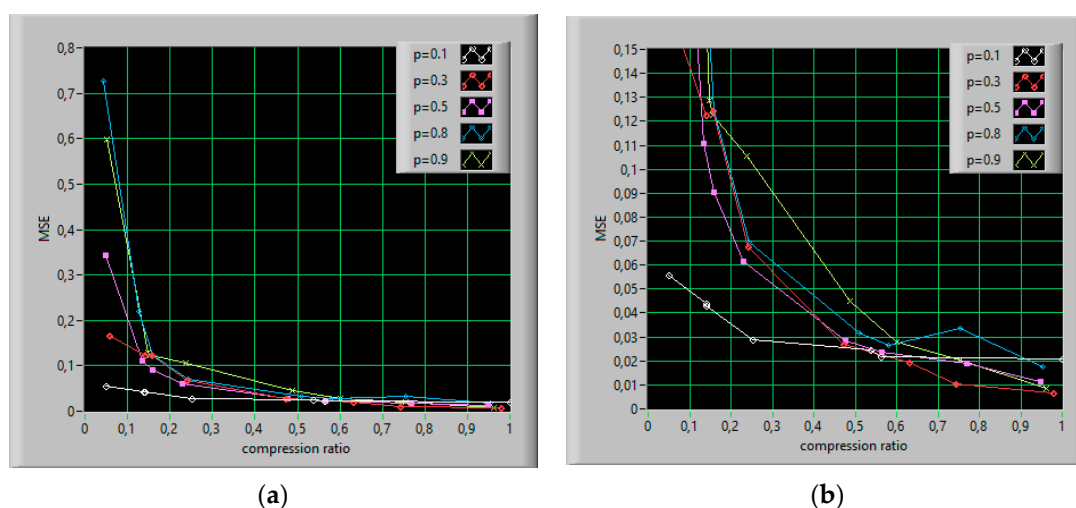 0,8
0,7
0,6
0,5
0,4
0,3
0,2
0,1
0
MSE
0
0,1
0,2
0,3
0,4
0,5
0,6
0,7
0,8
0,9
1
compression ratio
p=0.1
p=0.3
p=0.5
p=0.8
p=0.9
(a)
0,15
0,14
0,13
0,12
0,11
0,1
0,09
0,08
0,07
0,06
0,05
0,04
0,03
0,02
0,01
0
MSE
0
0,1
0,2
0,3
0,4
0,5
0,6
0,7
0,8
0,9
1
compression ratio
p=0.1
p=0.3
p=0.5
p=0.8
p=0.9
(b)